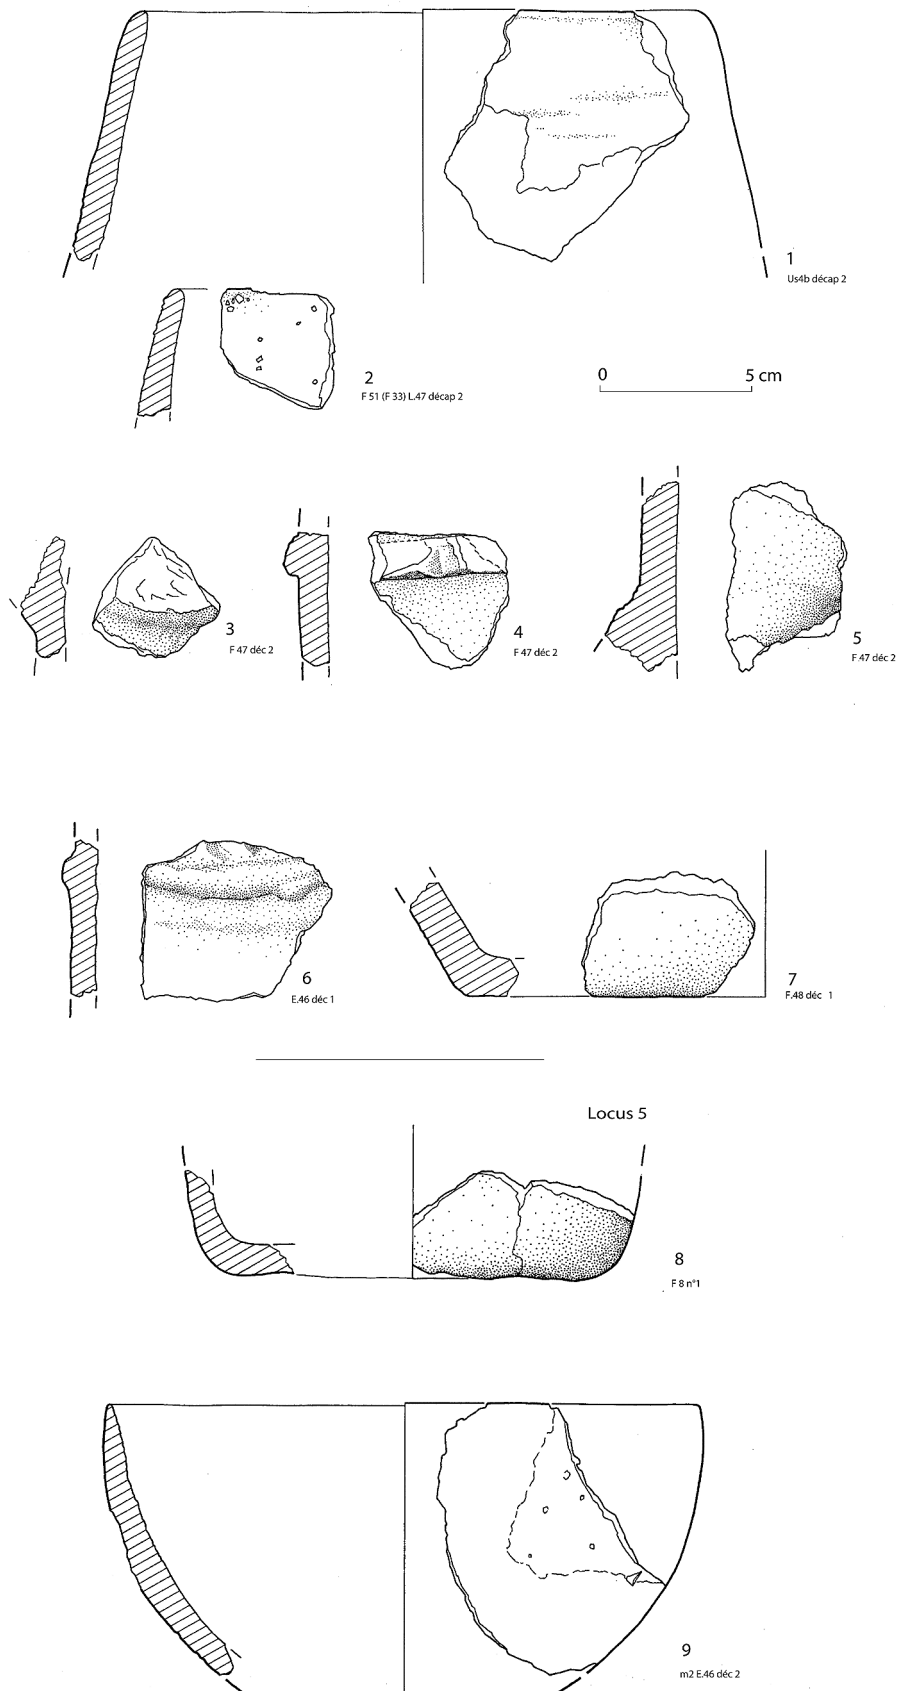 1
Us4b décap 2
2
F 51 (F 33) L.47 décap 2
0 5 cm
3
F 47 déc 2
4
F 47 déc 2
5
F.47 déc 2
6
E.46 déc 1
7
F.48 déc 1
Locus 5
8
F 8 n°1
9
m2 E.46 déc 2